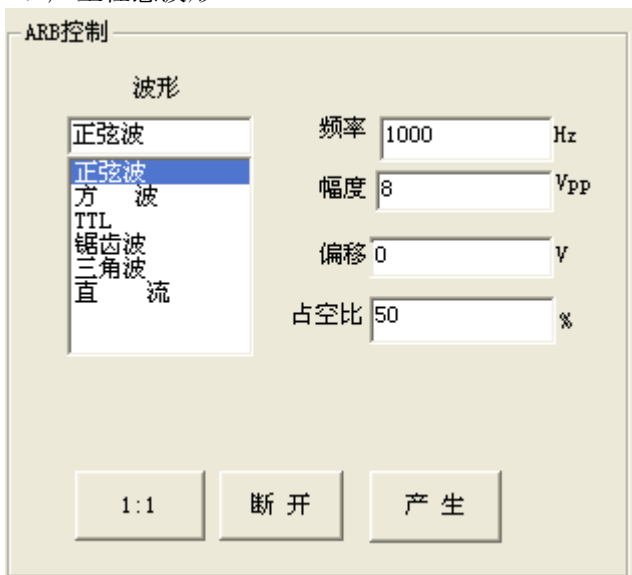 ARB控制
波形
正弦波
正弦波
方 波
TTL
锯齿波
三角波
直 流
频率 1000 Hz
幅度 8 Vpp
偏移 0 V
占空比 50 %
1:1 断 开 产 生